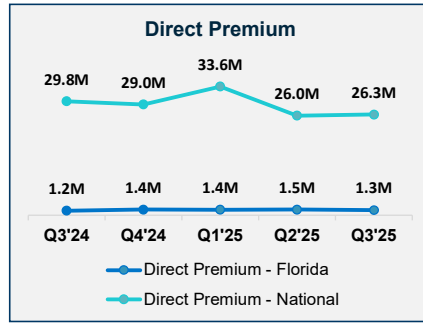 Direct Premium
29.8M 29.0M 33.6M 26.0M 26.3M
1.2M 1.4M 1.4M 1.5M 1.3M
Q3'24 Q4'24 Q1'25 Q2'25 Q3'25
Direct Premium - Florida
Direct Premium - National